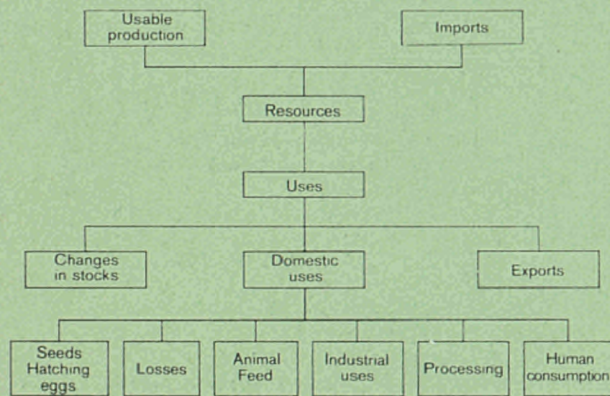 Usable
production
Imports
Resources
Uses
Changes
in stocks
Domestic
uses
Exports
Seeds
Hatching
eggs
Losses
Animal
Feed
Industrial
uses
Processing
Human
consumption